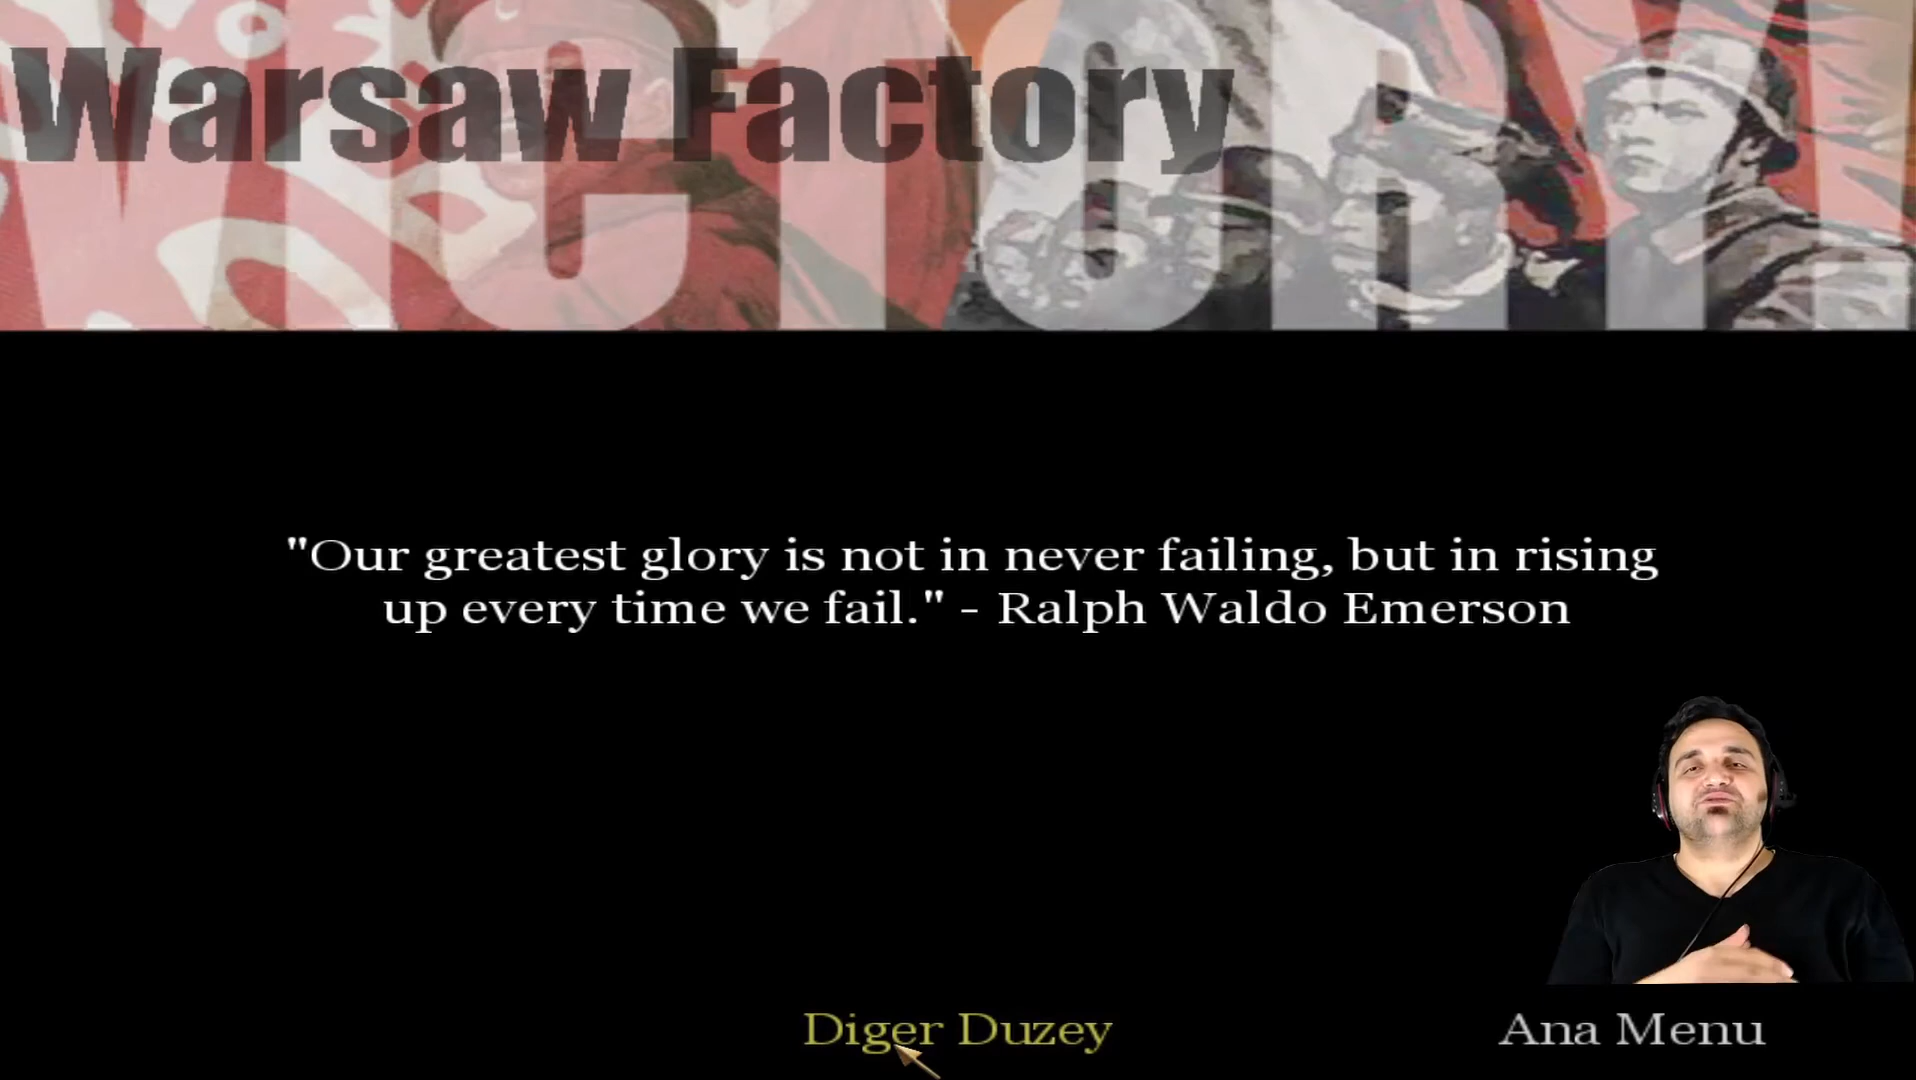 VICTORY!
Warsaw Factory
"Our greatest glory is not in never failing, but in rising
up every time we fail." - Ralph Waldo Emerson
Diger Duzey
Ana Menu